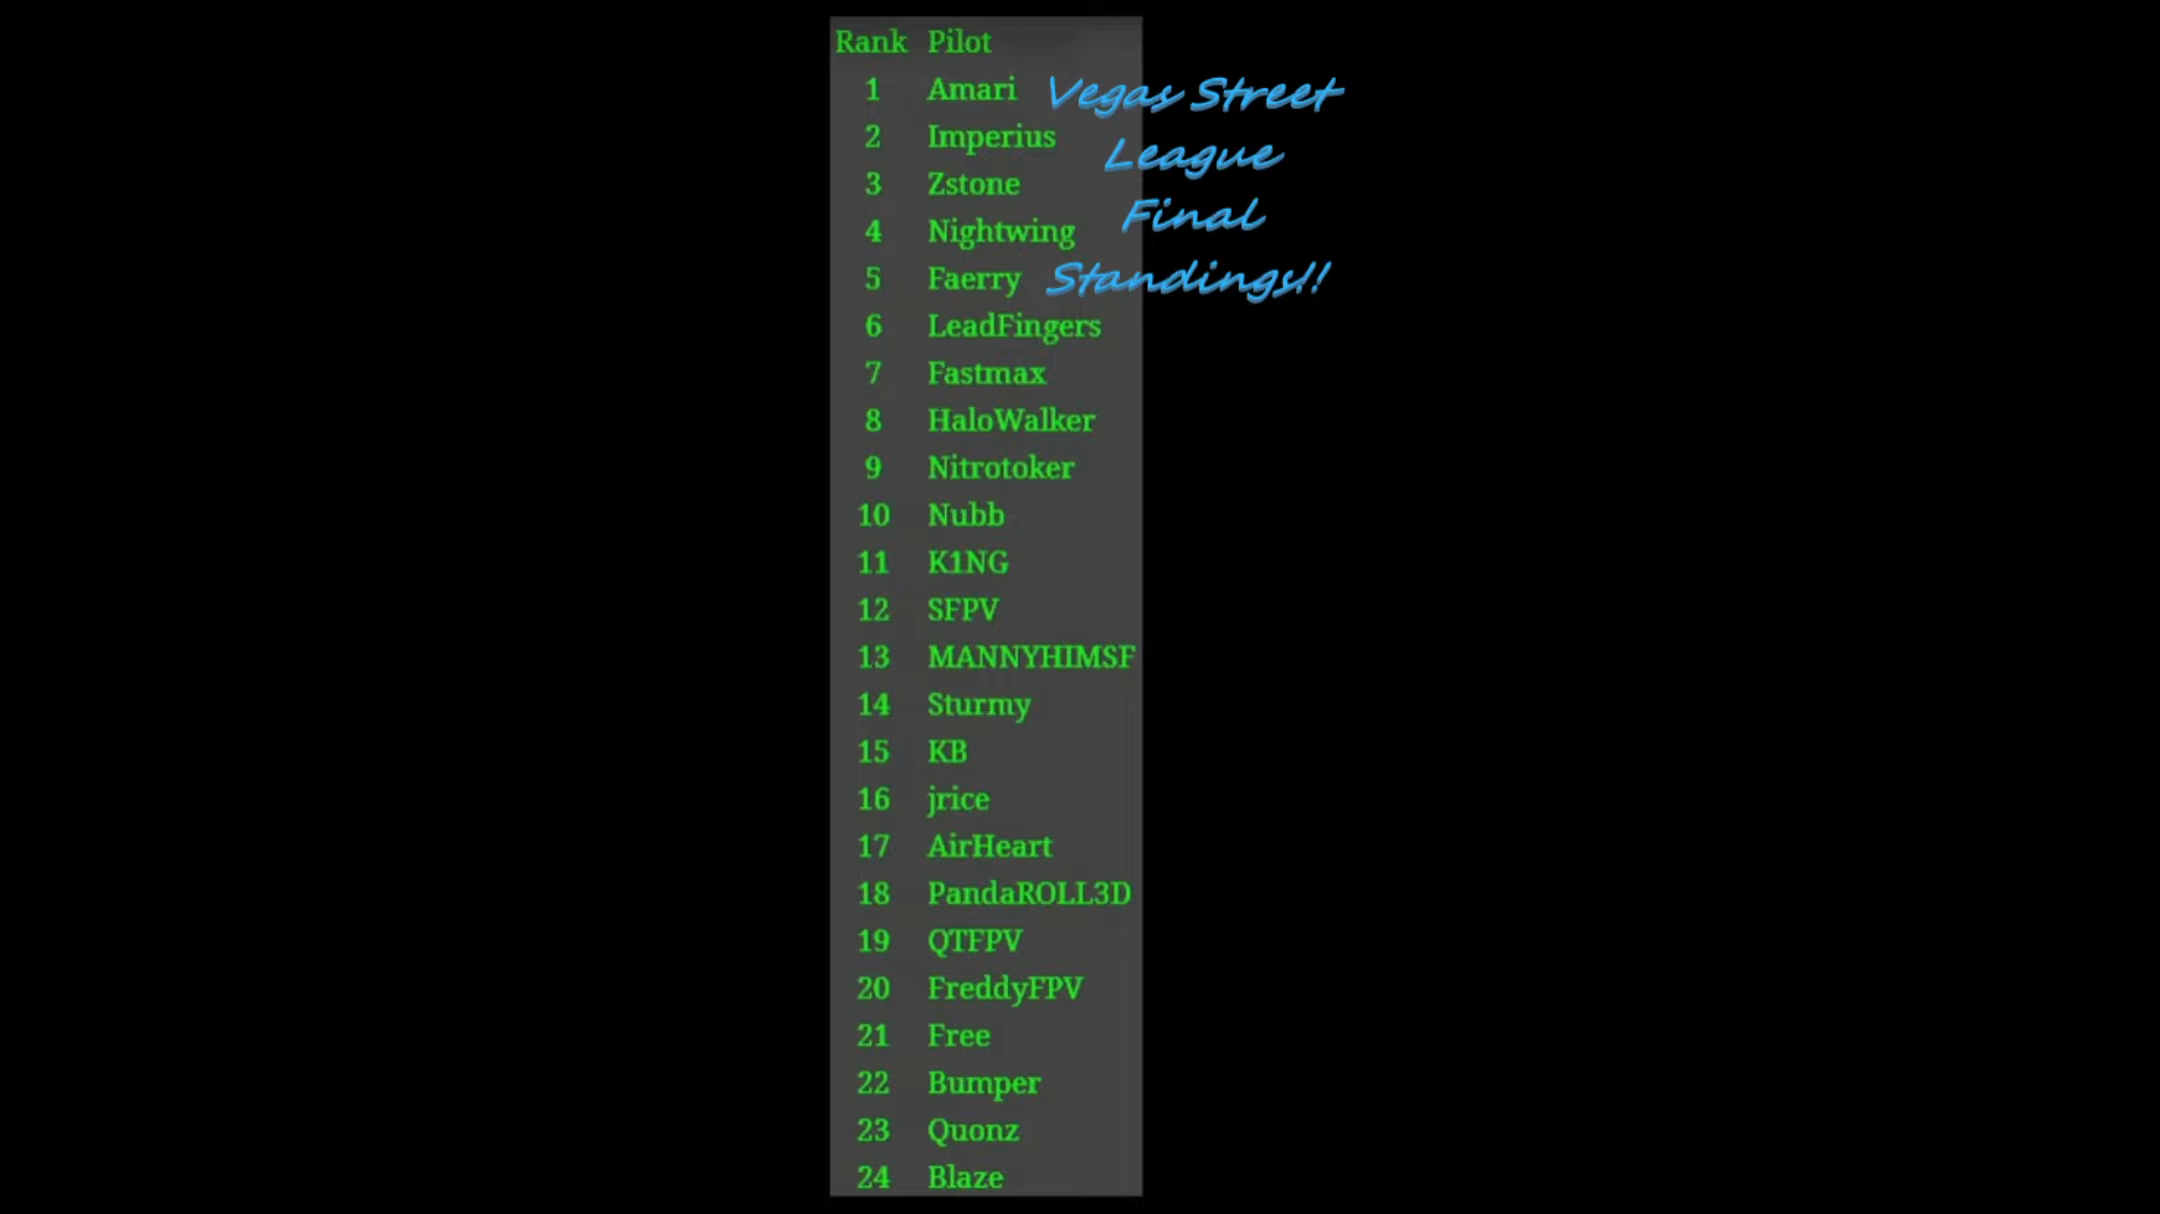 Rank Pilot
1 Amari
2 Imperius
3 Zstone
4 Nightwing
5 Faerry
6 LeadFingers
7 Fastmax
8 HaloWalker
9 Nitrotoker
10 Nubb
11 K1NG
12 SFPV
13 MANNYHIMSF
14 Sturmy
15 KB
16 jrice
17 AirHeart
18 PandaROLL3D
19 QTFPV
20 FreddyFPV
21 Free
22 Bumper
23 Quonz
24 Blaze
Vegas Street
League
Final
Standings!!